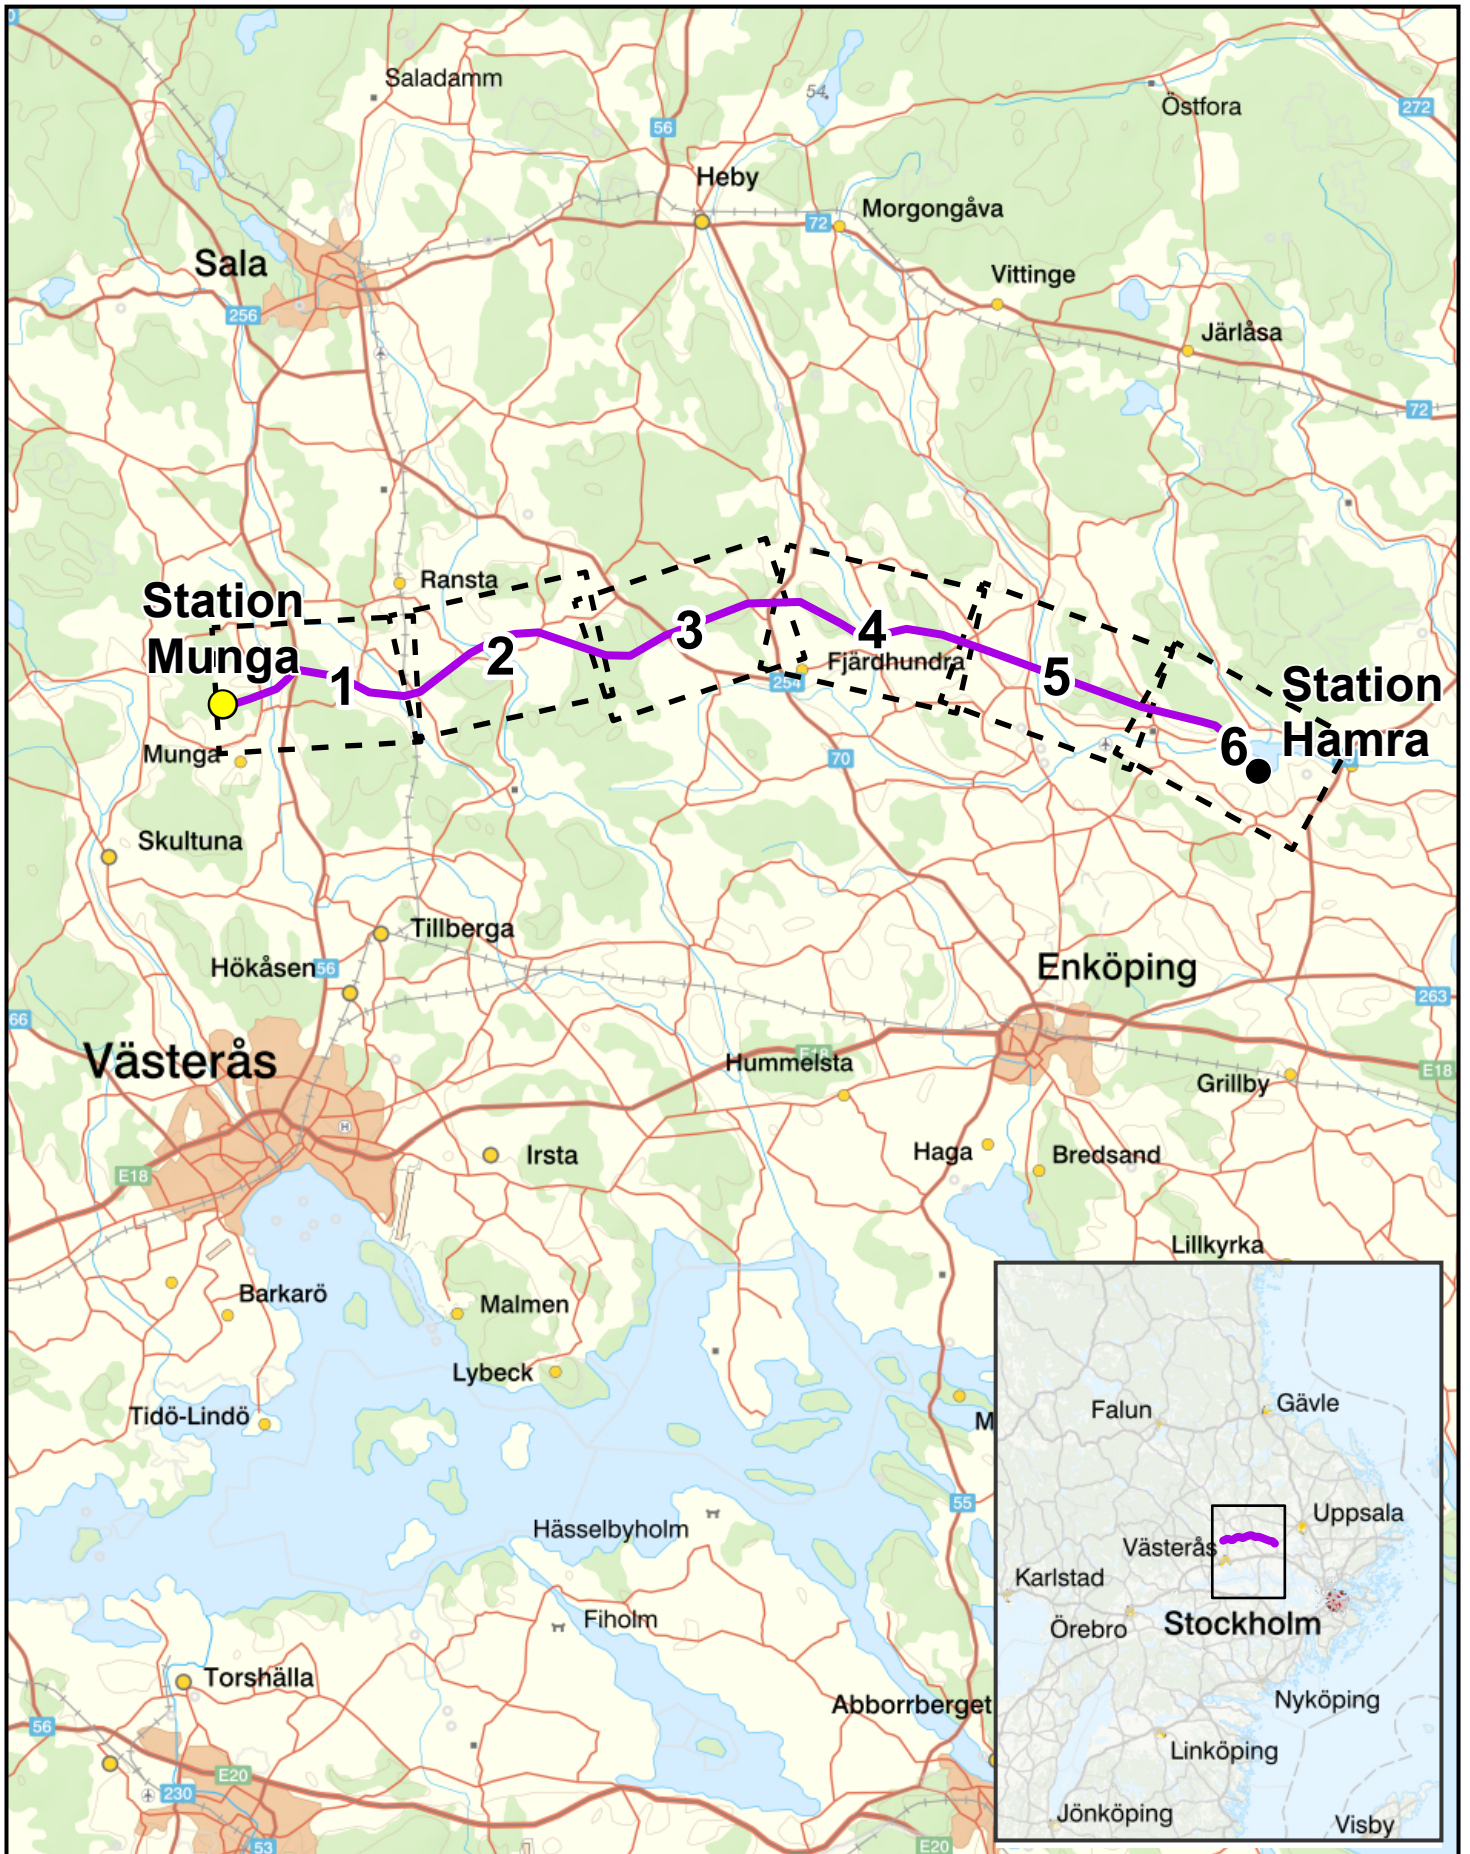 Saladamm
54
Östfora
272
56
Heby
Morgongåva
72
Sala
Vittinge
256
Järlåsa
72
Ransta
Station
Munga
1
2
3
4
5
6
Fjärdhundra
254
Station
Hamra
Munga
70
Skultuna
Tillberga
Hökåsen
56
Enköping
263
66
Västerås
E18
Hummelsta
E18
Grillby
Irsta
Haga
Bredsand
E18
Lillkyrka
Barkarö
Malmen
Lybeck
Tidö-Lindö
M
55
Hässelbyholm
Fiholm
Torshälla
Abborrberget
56
E20
230
53
E20
Falun
Gävle
Uppsala
Västerås
Karlstad
Örebro
Stockholm
Nyköping
Linköping
Jönköping
Visby